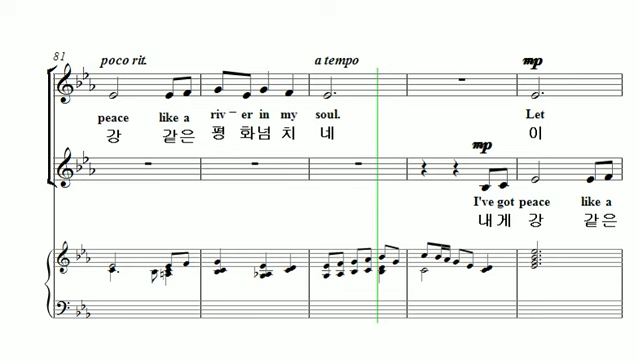 81 poco rit. a tempo mp
peace like a riv-er in my soul. Let
강 같은 평 화넘 치 네 이
mp
I've got peace like a
내게 강 같은